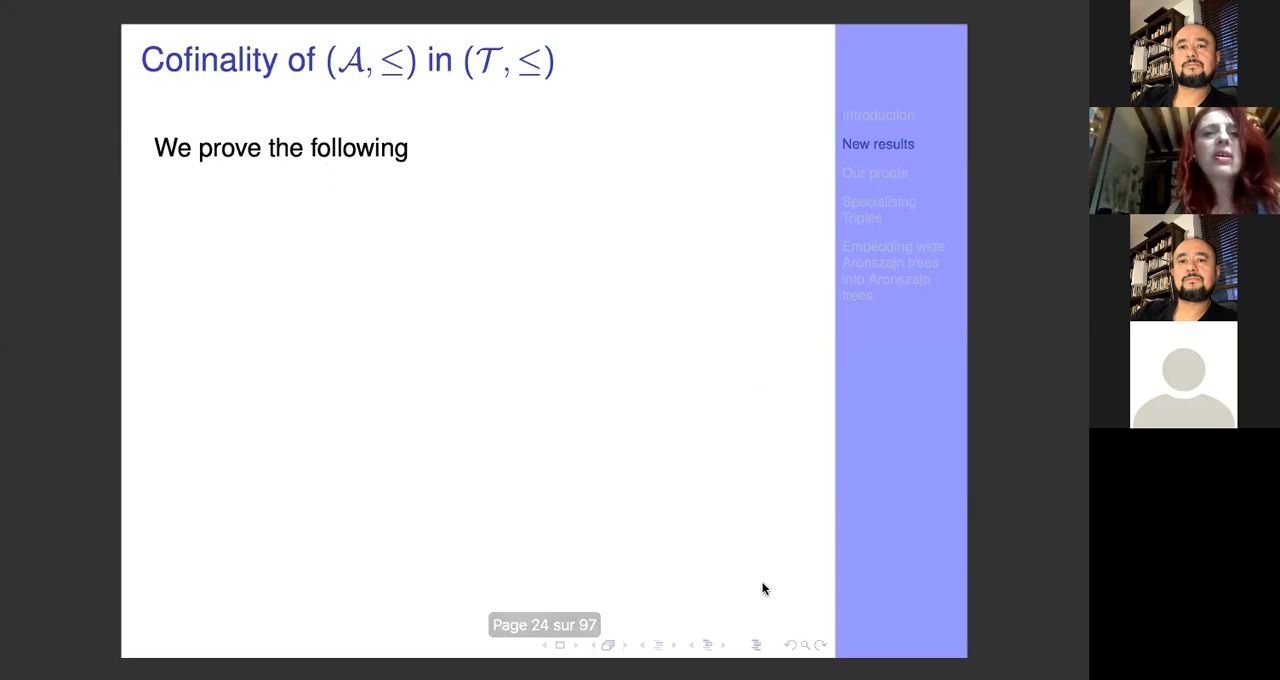 Cofinality of (𝒜, ≤) in (𝒯, ≤)
We prove the following
Introduction
New results
Our proofs
Specialising
Triples
Embedding wide
Aronszajn trees
into Aronszajn
trees
Page 24 sur 97